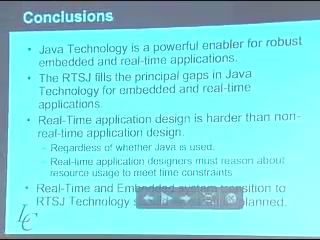 Conclusions
• Java Technology is a powerful enabler for robust
embedded and real-time applications.
• The RTSJ fills the principal gaps in Java
Technology for embedded and real-time
applications.
• Real-Time application design is harder than non-
real-time application design.
– Regardless of whether Java is used.
– Real-time application designers must reason about
resource usage to meet time constraints
• Real-Time and Embedded system transition to
RTSJ Technology planned.
LC